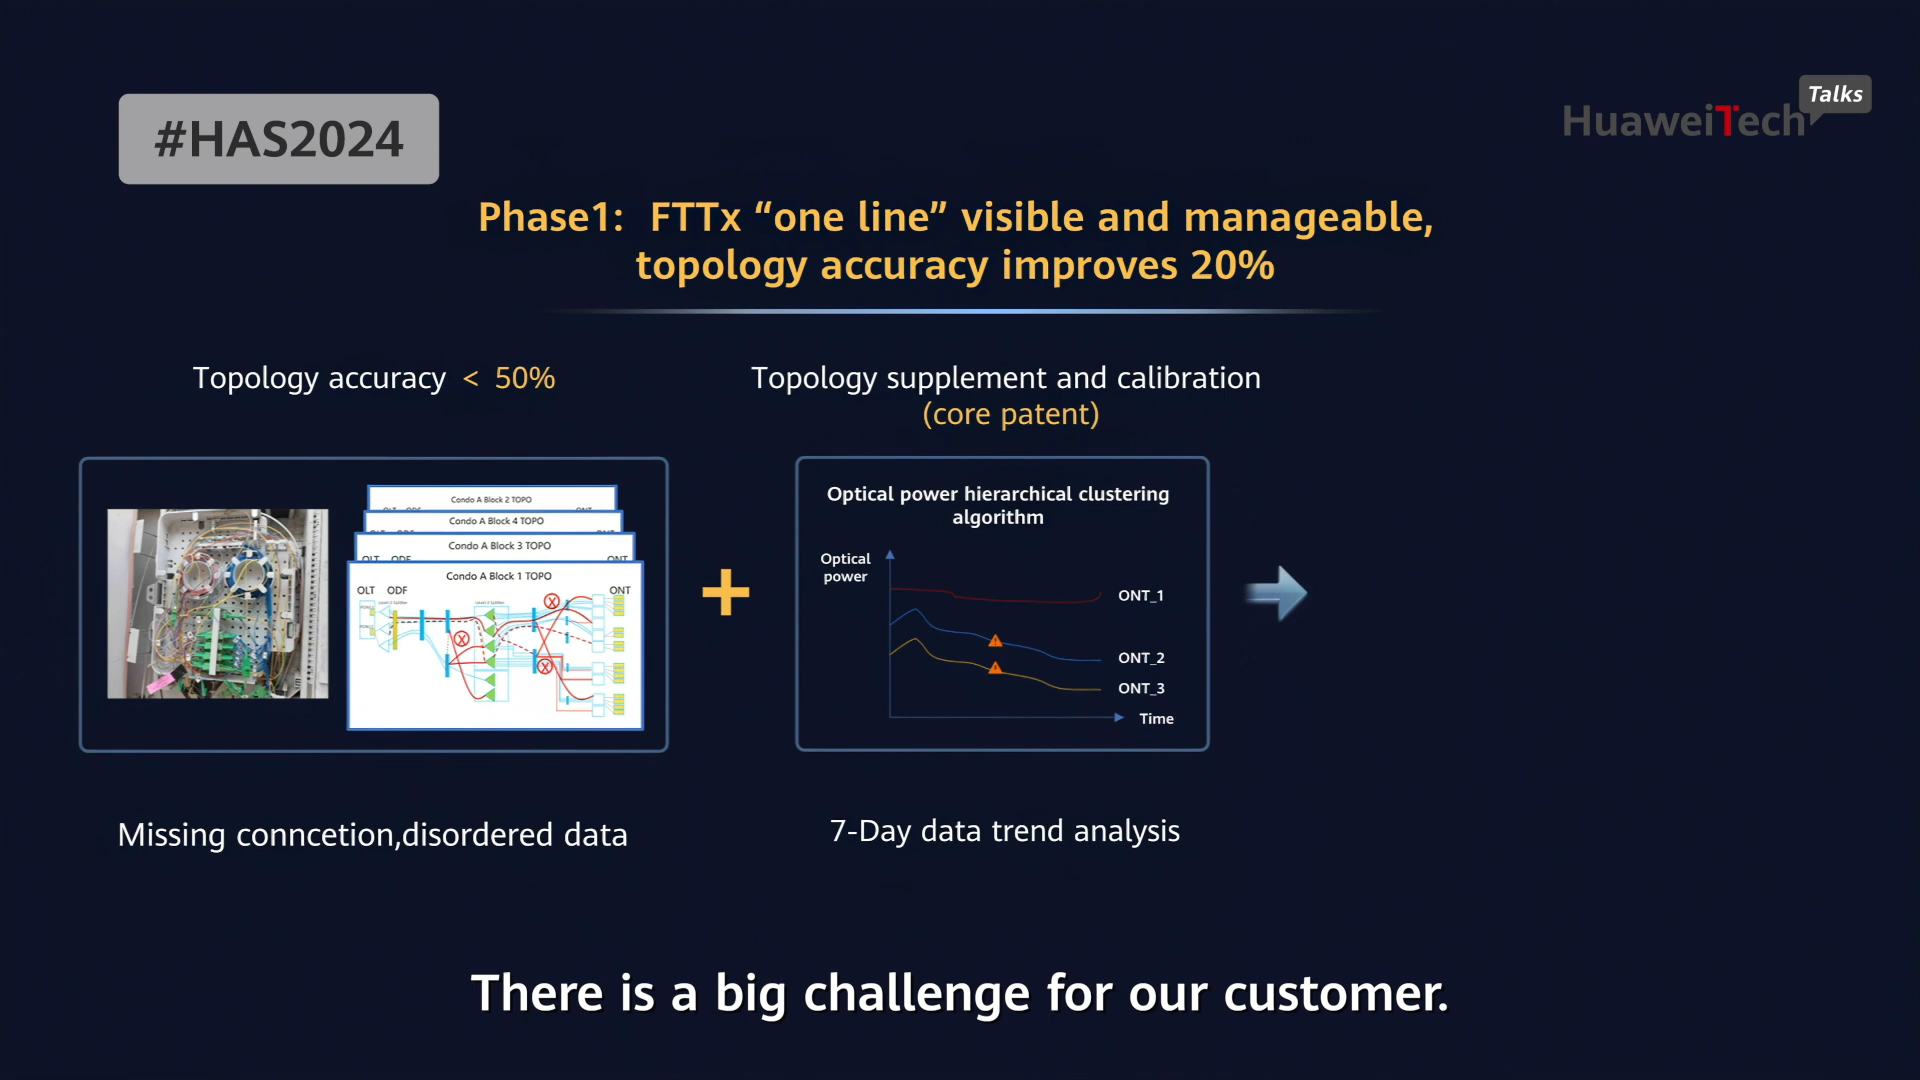 #HAS2024
HuaweiTech
Talks
Phase1: FTTx “one line” visible and manageable,
topology accuracy improves 20%
Topology accuracy < 50%
Topology supplement and calibration
(core patent)
Condo A Block 2 TOPO
Condo A Block 4 TOPO
Condo A Block 3 TOPO
OLT ODF ONT
Condo A Block 1 TOPO
OLT ODF ONT
Optical power hierarchical clustering
algorithm
Optical
power
ONT_1
ONT_2
ONT_3
Time
Missing conncetion,disordered data
7-Day data trend analysis
There is a big challenge for our customer.